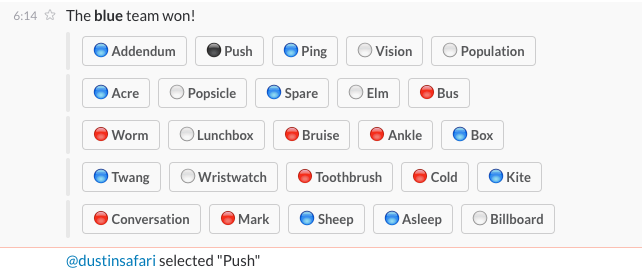 6:14 The blue team won!
Addendum Push Ping Vision Population
Acre Popsicle Spare Elm Bus
Worm Lunchbox Bruise Ankle Box
Twang Wristwatch Toothbrush Cold Kite
Conversation Mark Sheep Asleep Billboard
@dustinsafari selected "Push"